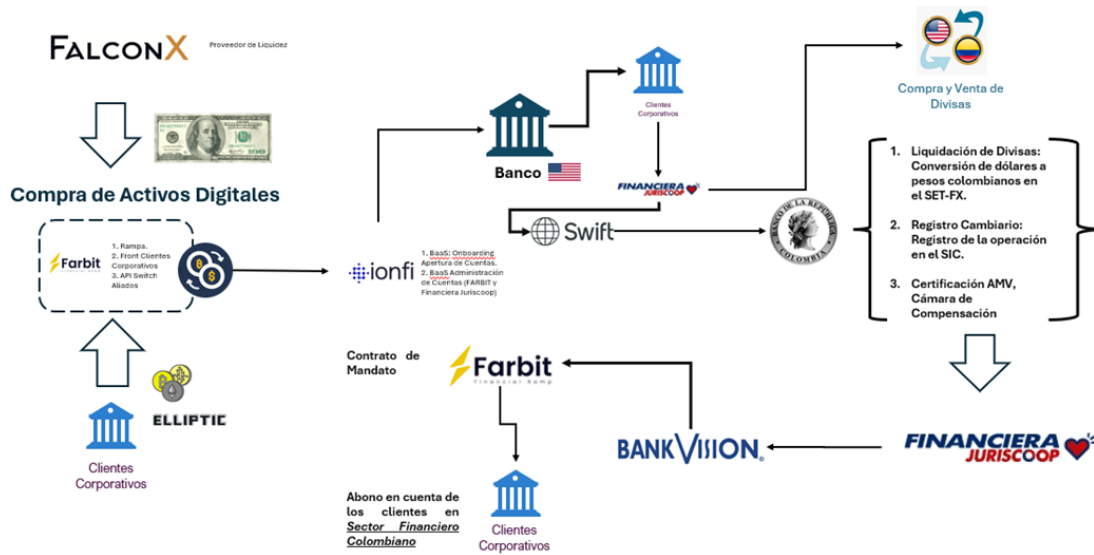 FALCONX
Proveedor de Liquidez
Compra de Activos Digitales
Farbit
1. Rampa.
2. Front Clientes
Corporativos
3. API Switch
Aliados
ELLIPTIC
Clientes
Corporativos
ionfi
1. BaaS: Onboarding
Apertura de Cuentas.
2. BaaS Administración
de Cuentas (FARBIT y
Financiera Juriscoop)
Banco
Clientes
Corporativos
FINANCIERA
JURISCOOP
Swift
BANCO DE LA REPUBLICA
COLOMBIA
Compra y Venta de
Divisas
1. Liquidación de Divisas:
Conversión de dólares a
pesos colombianos en
el SET-FX.
2. Registro Cambiario:
Registro de la operación
en el SIC.
3. Certificación AMV,
Cámara de
Compensación
FINANCIERA
JURISCOOP
BANKVISION®
Contrato de
Mandato
Farbit
Financial Ramp
Abono en cuenta de
los clientes en
Sector Financiero
Colombiano
Clientes
Corporativos